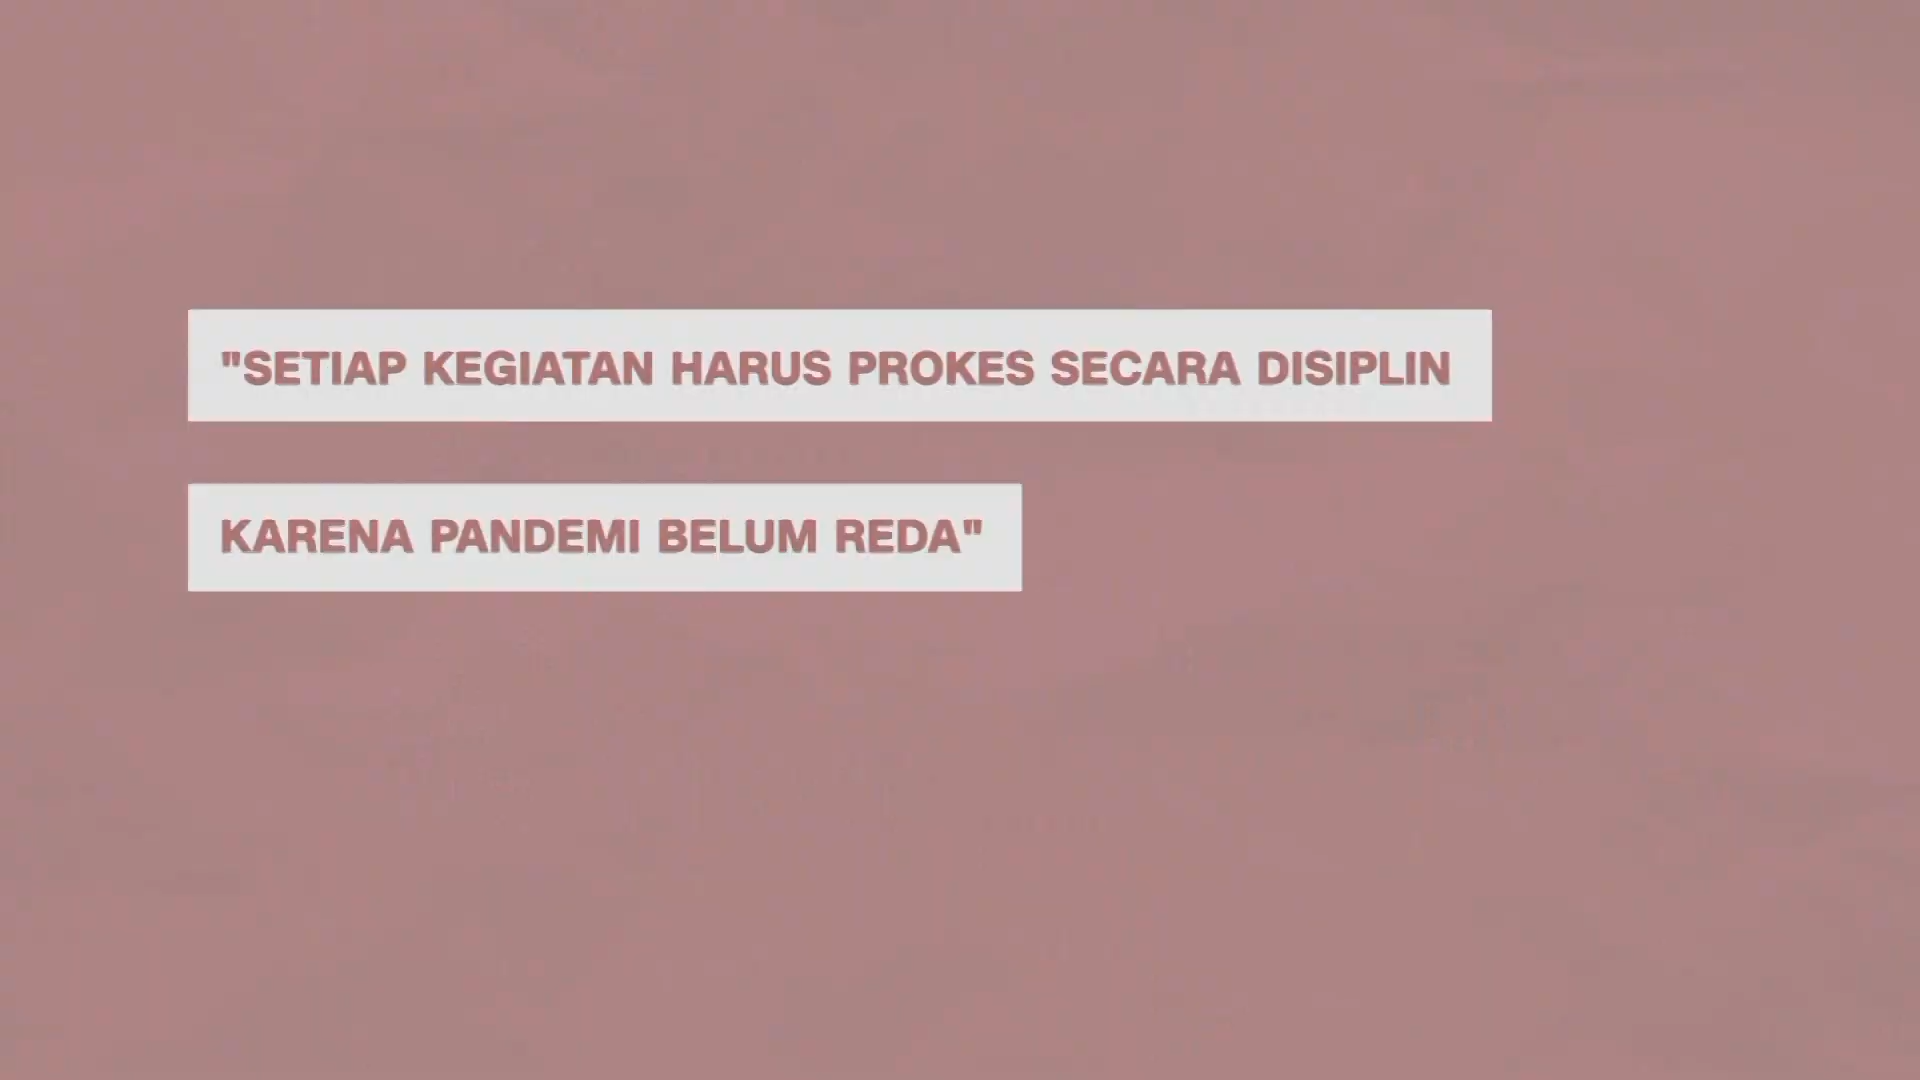 "SETIAP KEGIATAN HARUS PROKES SECARA DISIPLIN
KARENA PANDEMI BELUM REDA"